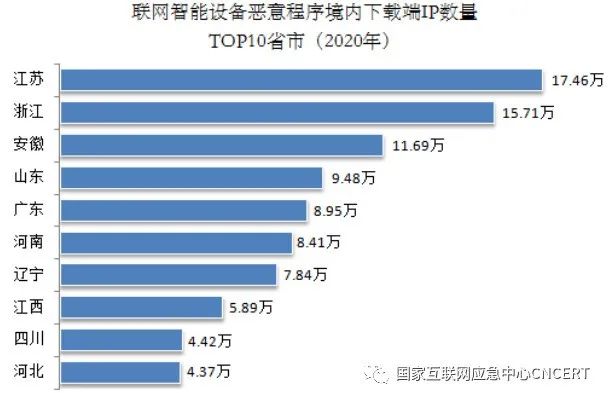 联网智能设备恶意程序境内下载端IP数量
TOP10省市（2020年）
江苏 17.46万
浙江 15.71万
安徽 11.69万
山东 9.48万
广东 8.95万
河南 8.41万
辽宁 7.84万
江西 5.89万
四川 4.42万
河北 4.37万
国家互联网应急中心CNCERT